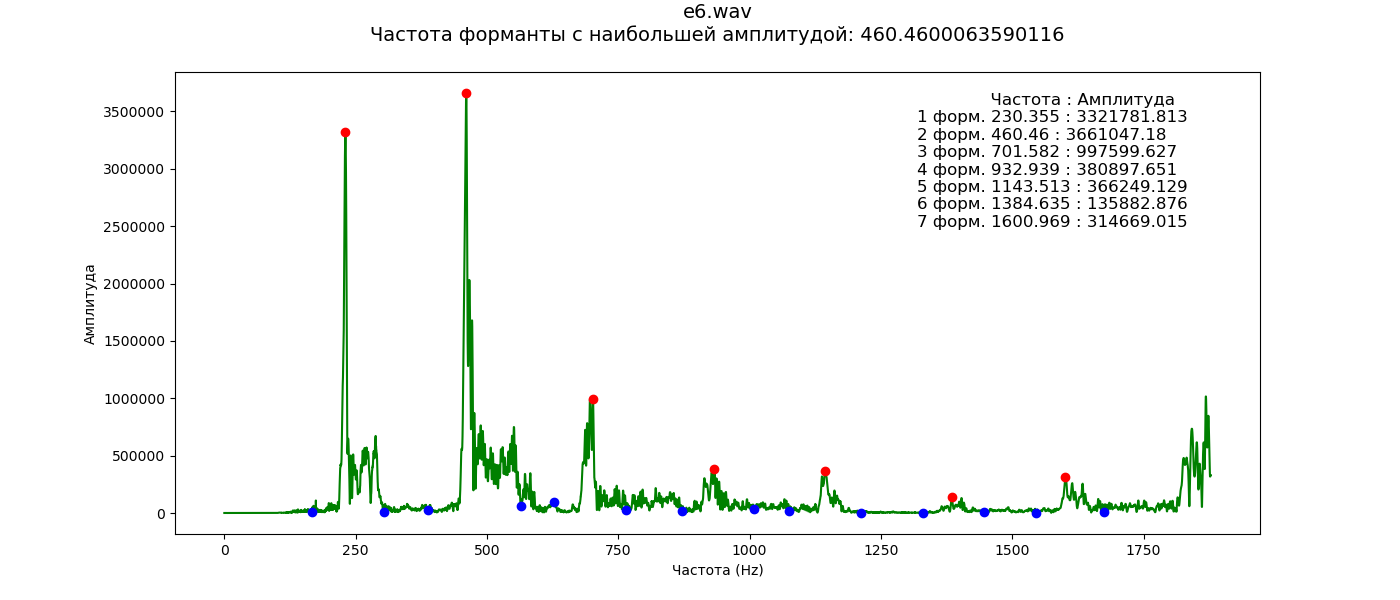 e6.wav
Частота форманты с наибольшей амплитудой: 460.4600063590116
Частота : Амплитуда
1 форм. 230.355 : 3321781.813
2 форм. 460.46 : 3661047.18
3 форм. 701.582 : 997599.627
4 форм. 932.939 : 380897.651
5 форм. 1143.513 : 366249.129
6 форм. 1384.635 : 135882.876
7 форм. 1600.969 : 314669.015
3500000
3000000
2500000
2000000
1500000
1000000
500000
0
Амплитуда
0 250 500 750 1000 1250 1500 1750
Частота (Hz)